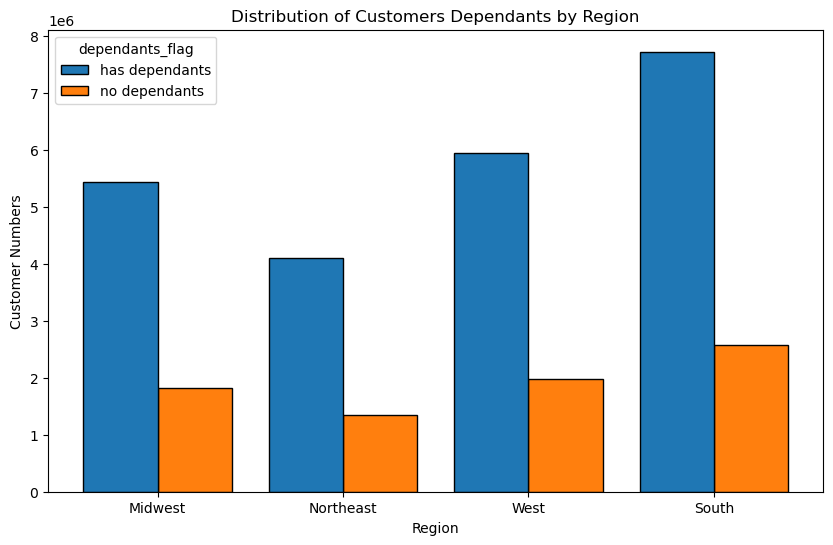 Distribution of Customers Dependants by Region
1e6
dependants_flag
has dependants
no dependants
8
7
6
5
4
3
2
1
0
Customer Numbers
Midwest Northeast West South
Region